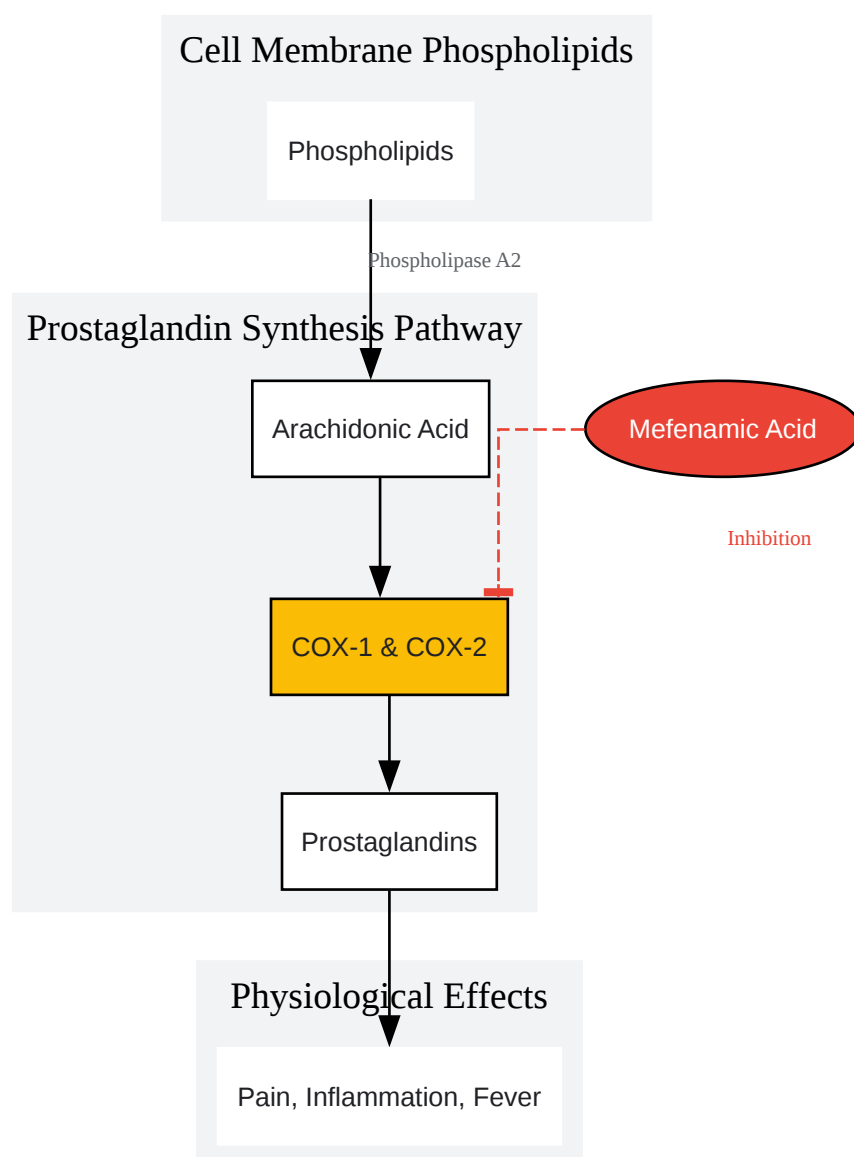 Cell Membrane Phospholipids
Phospholipids
Phospholipase A2
Prostaglandin Synthesis Pathway
Arachidonic Acid
Mefenamic Acid
Inhibition
COX-1 & COX-2
Prostaglandins
Physiological Effects
Pain, Inflammation, Fever